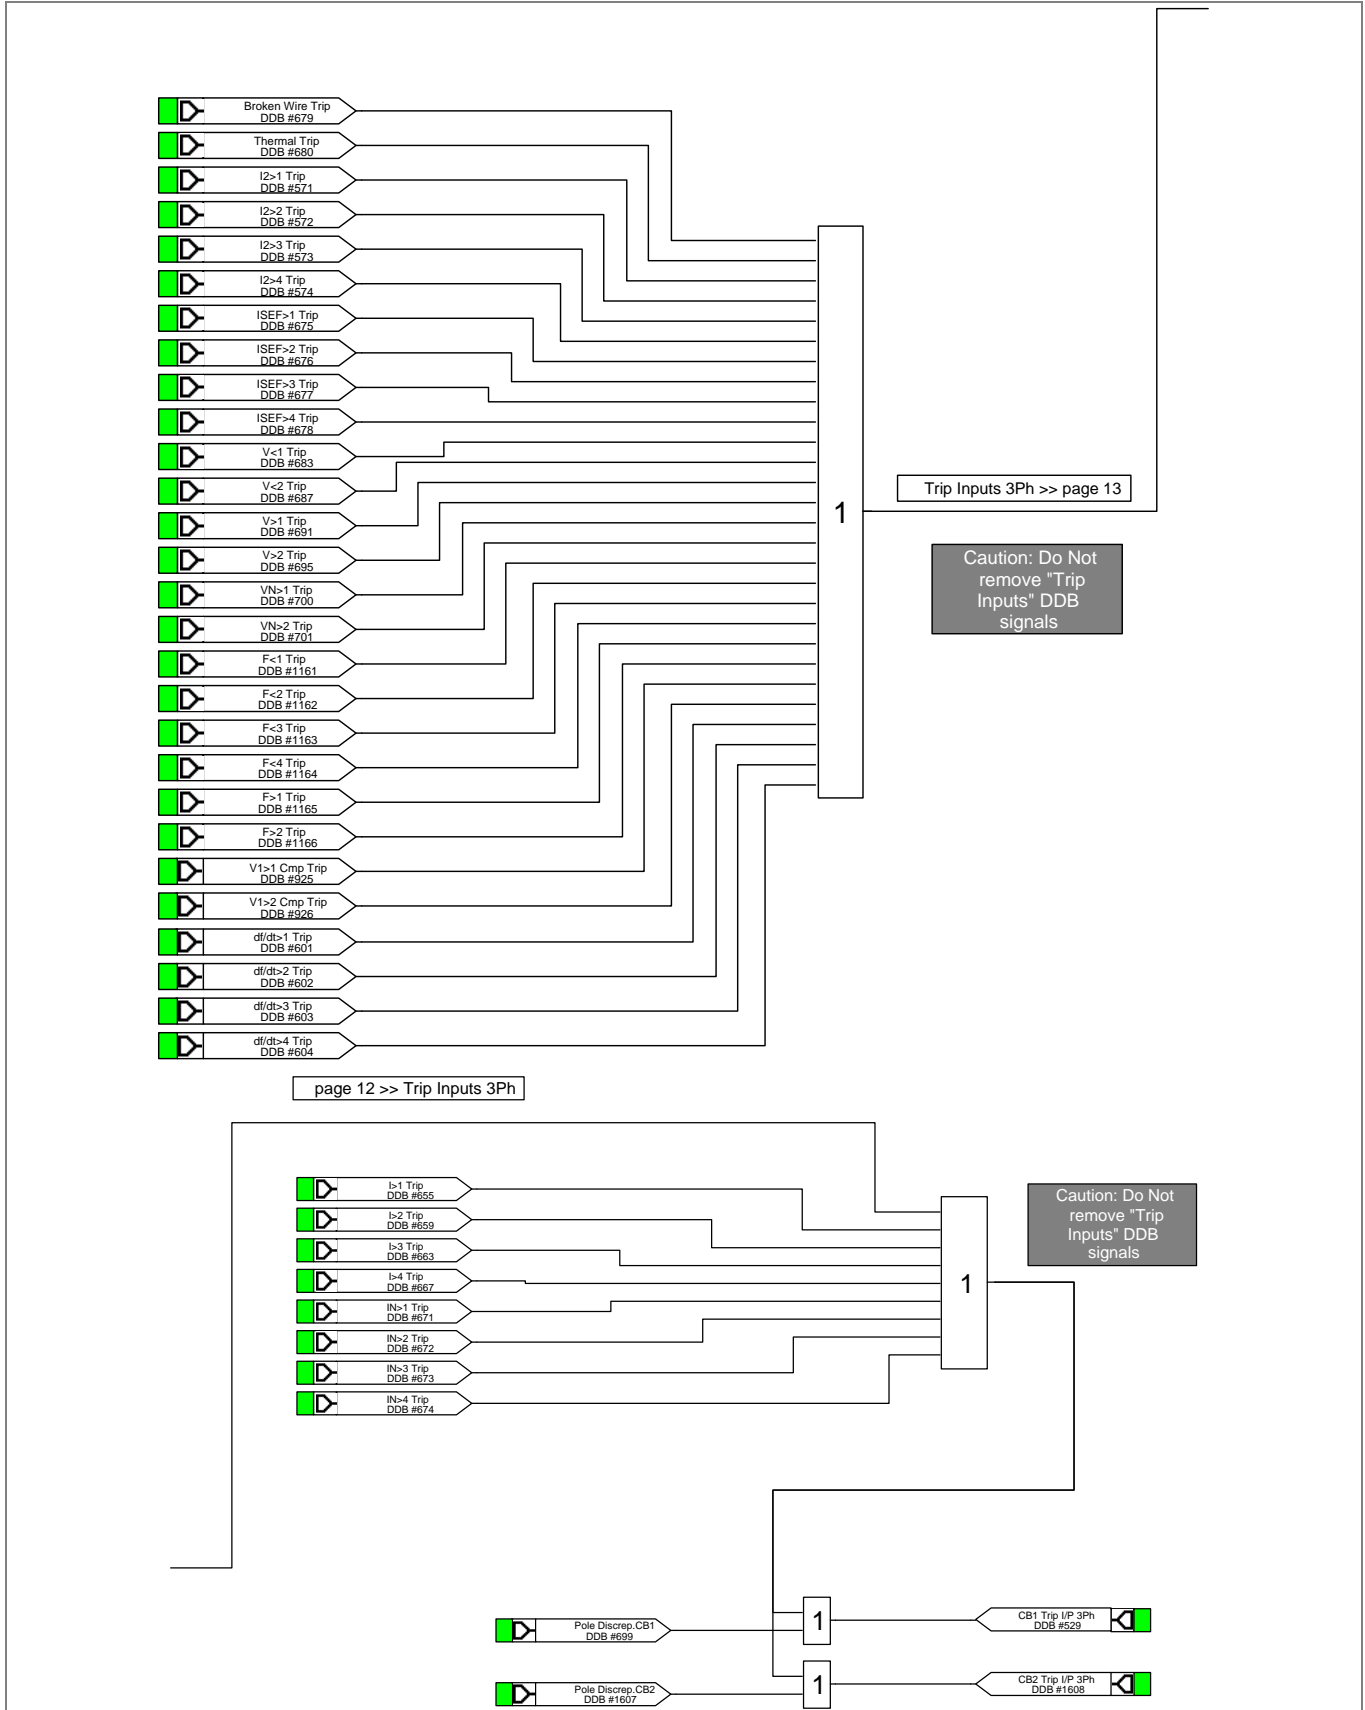 Broken Wire Trip
DDB #679
Thermal Trip
DDB #680
I2>1 Trip
DDB #571
I2>2 Trip
DDB #572
I2>3 Trip
DDB #573
I2>4 Trip
DDB #574
ISEF>1 Trip
DDB #675
ISEF>2 Trip
DDB #676
ISEF>3 Trip
DDB #677
ISEF>4 Trip
DDB #678
V<1 Trip
DDB #683
V<2 Trip
DDB #687
V>1 Trip
DDB #691
V>2 Trip
DDB #695
VN>1 Trip
DDB #700
VN>2 Trip
DDB #701
F<1 Trip
DDB #1161
F<2 Trip
DDB #1162
F<3 Trip
DDB #1163
F<4 Trip
DDB #1164
F>1 Trip
DDB #1165
F>2 Trip
DDB #1166
V1>1 Cmp Trip
DDB #925
V1>2 Cmp Trip
DDB #926
df/dt>1 Trip
DDB #601
df/dt>2 Trip
DDB #602
df/dt>3 Trip
DDB #603
df/dt>4 Trip
DDB #604
1
Trip Inputs 3Ph >> page 13
Caution: Do Not
remove "Trip
Inputs" DDB
signals
page 12 >> Trip Inputs 3Ph
I>1 Trip
DDB #655
I>2 Trip
DDB #659
I>3 Trip
DDB #663
I>4 Trip
DDB #667
IN>1 Trip
DDB #671
IN>2 Trip
DDB #672
IN>3 Trip
DDB #673
IN>4 Trip
DDB #674
1
Caution: Do Not
remove "Trip
Inputs" DDB
signals
Pole Discrep.CB1
DDB #699
1
CB1 Trip I/P 3Ph
DDB #529
Pole Discrep.CB2
DDB #1607
1
CB2 Trip I/P 3Ph
DDB #1608